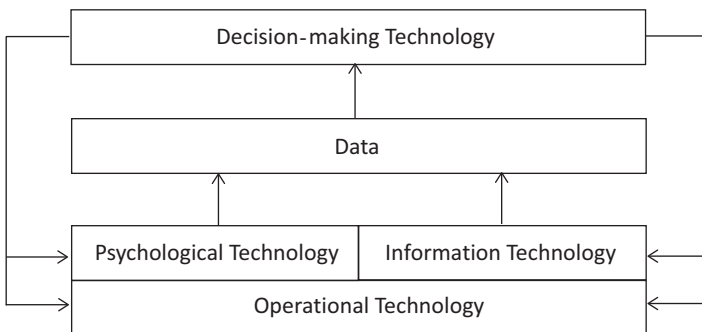 Decision-making Technology
Data
Psychological Technology
Information Technology
Operational Technology